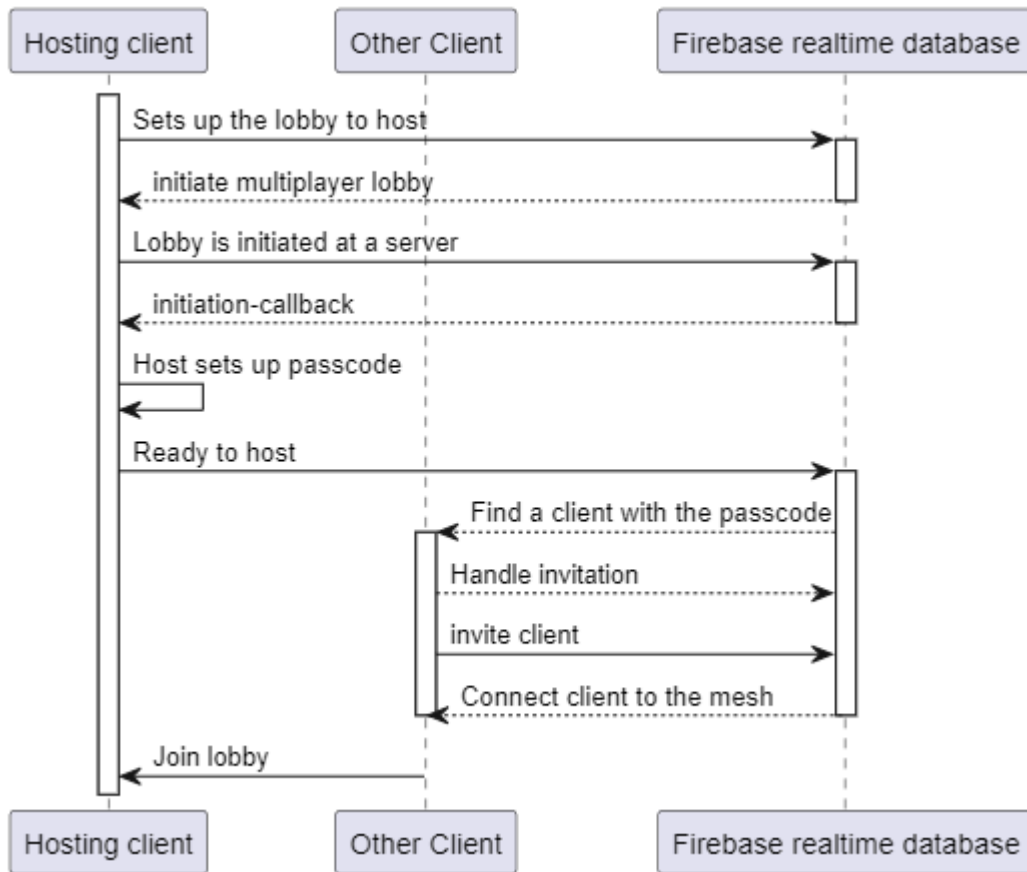 Hosting client
Other Client
Firebase realtime database
Sets up the lobby to host
initiate multiplayer lobby
Lobby is initiated at a server
initiation-callback
Host sets up passcode
Ready to host
Find a client with the passcode
Handle invitation
invite client
Connect client to the mesh
Join lobby
Hosting client
Other Client
Firebase realtime database